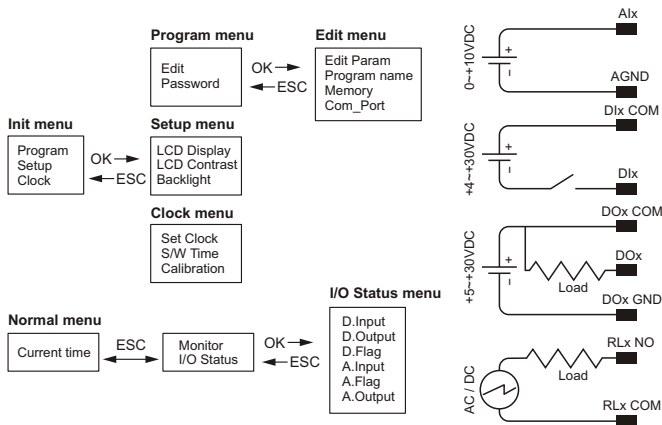 Program menu
Edit
Password
OK
ESC
Edit menu
Edit Param
Program name
Memory
Com_Port
Init menu
Program
Setup
Clock
OK
ESC
Setup menu
LCD Display
LCD Contrast
Backlight
Clock menu
Set Clock
S/W Time
Calibration
Normal menu
Current time
ESC
Monitor
I/O Status
OK
ESC
I/O Status menu
D.Input
D.Output
D.Flag
A.Input
A.Flag
A.Output
0~+10VDC
+
–
AIx
AGND
+4~+30VDC
+
–
DIx COM
DIx
+5~+30VDC
+
–
DOx COM
DOx
Load
DOx GND
AC / DC
RLx NO
Load
RLx COM